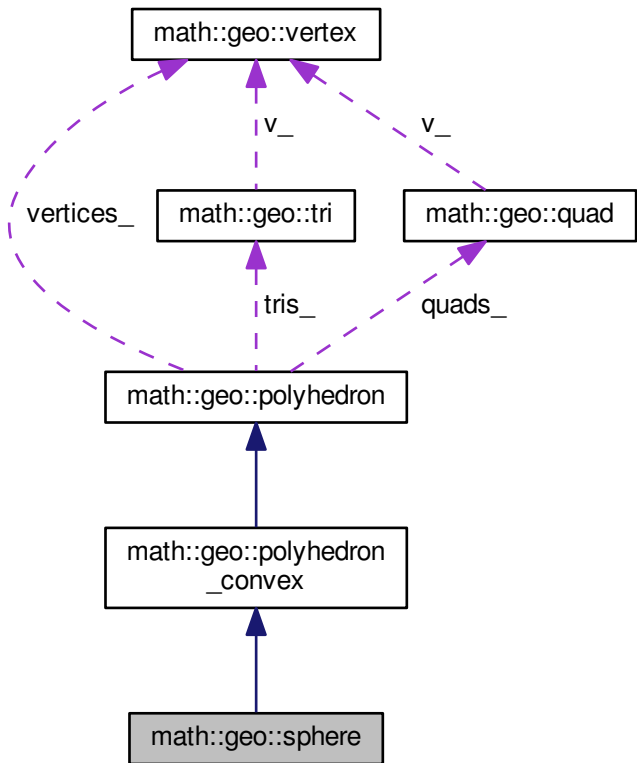 math::geo::vertex
v_
v_
vertices_
math::geo::tri
math::geo::quad
tris_
quads_
math::geo::polyhedron
math::geo::polyhedron
_convex
math::geo::sphere